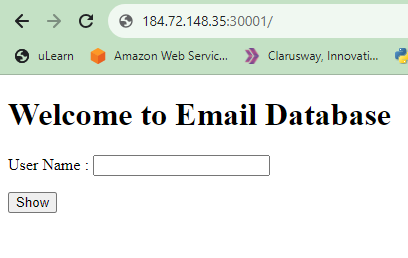 184.72.148.35:30001/
uLearn Amazon Web Servic... Clarusway, Innovati...
Welcome to Email Database
User Name :
Show